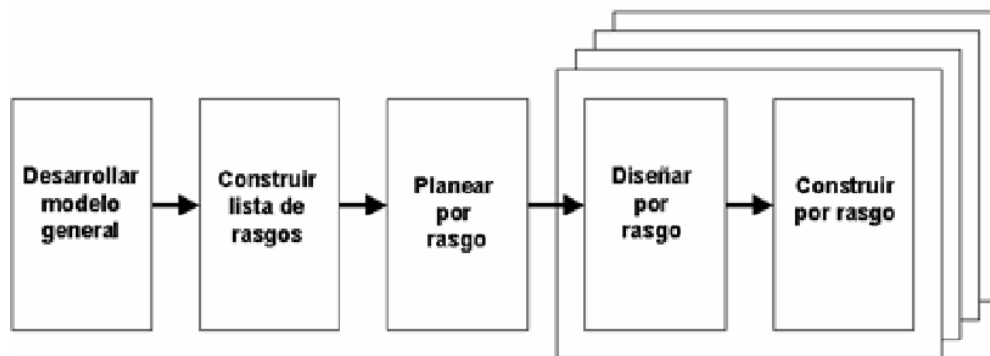 Desarrollar
modelo
general
Construir
lista de
rasgos
Planear
por
rasgo
Diseñar
por
rasgo
Construir
por rasgo